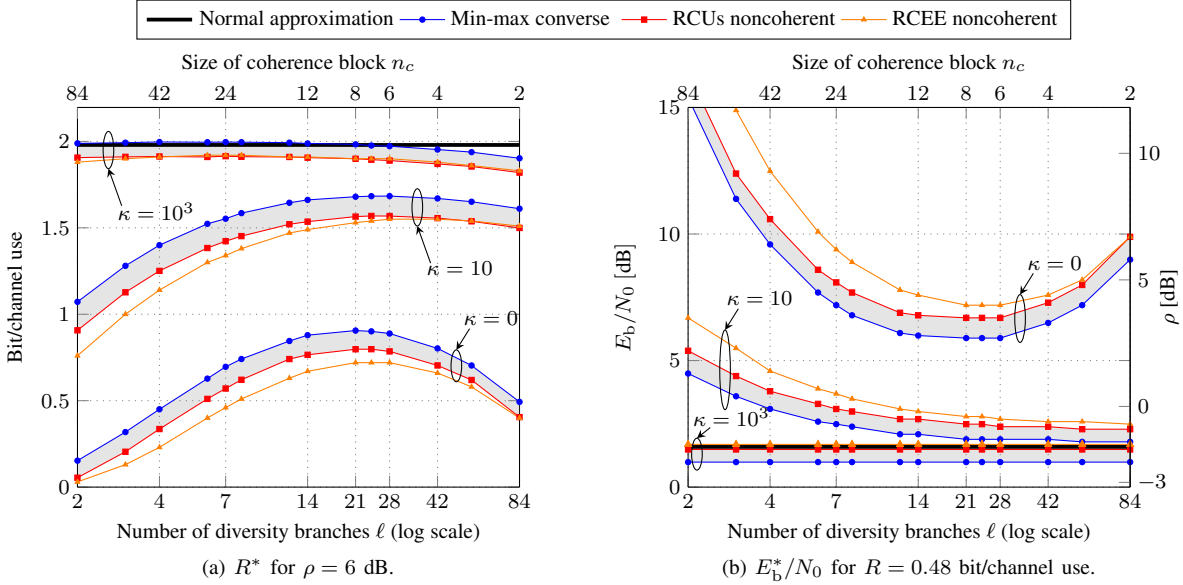 Normal approximation Min-max converse RCUs noncoherent RCEE noncoherent
Size of coherence block n_c
84 42 24 12 8 6 4 2
2
1.5
1
0.5
0
Bit/channel use
κ = 10³
κ = 10
κ = 0
2 4 7 14 21 28 42 84
Number of diversity branches ℓ (log scale)
(a) R* for ρ = 6 dB.
Size of coherence block n_c
84 42 24 12 8 6 4 2
15
10
5
0
E_b/N_0 [dB]
κ = 0
κ = 10
κ = 10³
10
5
0
−3
ρ [dB]
2 4 7 14 21 28 42 84
Number of diversity branches ℓ (log scale)
(b) E_b^*/N_0 for R = 0.48 bit/channel use.